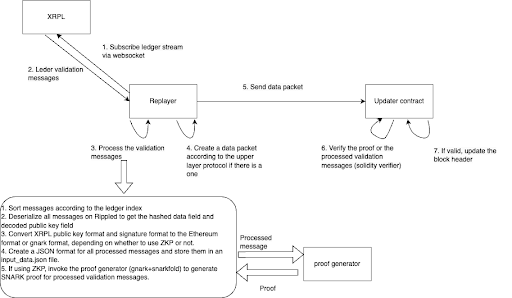 XRPL
1. Subscribe ledger stream
via websocket
2. Leder validation
messages
Replayer
5. Send data packet
Updater contract
3. Process the validation
messages
4. Create a data packet
according to the upper
layer protocol if there is a
one
6. Verify the proof or the
processed validation
messages (solidity verifier)
7. If valid, update the
block header
1. Sort messages according to the ledger index
2. Deserialize all messages on Rippled to get the hashed data field and
decoded public key field
3. Convert XRPL public key format and signature format to the Ethereum
format or gnark format, depending on whether to use ZKP or not.
4. Create a JSON format for all processed messages and store them in an
input_data.json file.
5. If using ZKP, invoke the proof generator (gnark+snarkfold) to generate
SNARK proof for processed validation messages.
Processed
message
proof generator
Proof